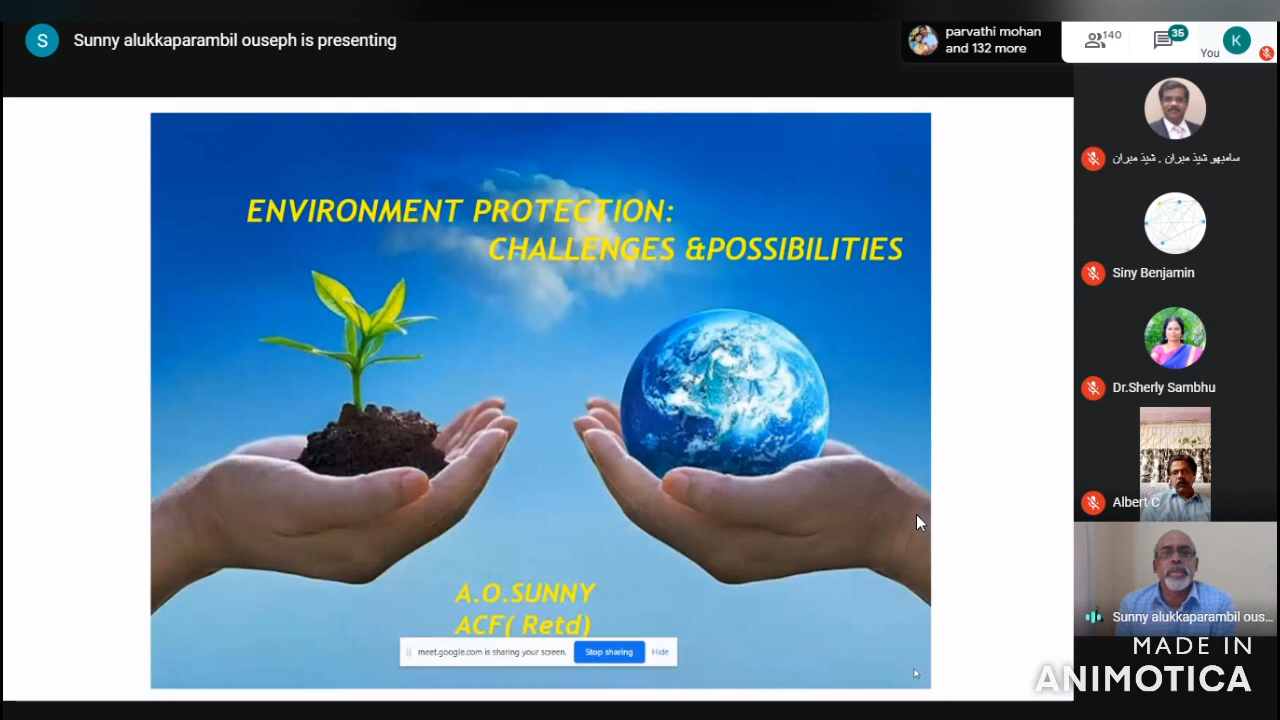 S
Sunny alukkaparambil ouseph is presenting
parvathi mohan
and 132 more
140
35
You
K
ENVIRONMENT PROTECTION:
CHALLENGES &POSSIBILITIES
A.O.SUNNY
ACF( Retd)
meet.google.com is sharing your screen.
Stop sharing
Hide
Siny Benjamin
Dr.Sherly Sambhu
Albert C
Sunny alukkaparambil ous...
MADE IN
ANIMOTICA